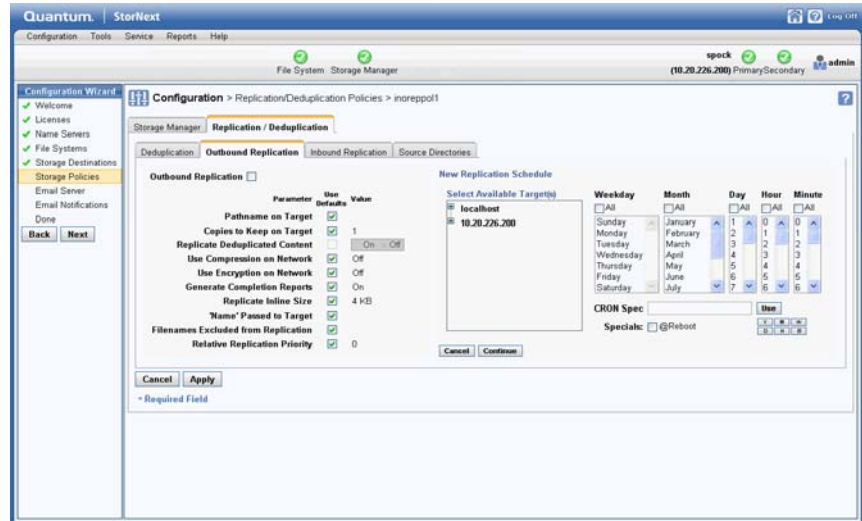 Quantum. StorNext
Log Off
Configuration Tools Service Reports Help
File System Storage Manager
spock
(10.20.226.200) Primary Secondary
admin
Configuration Wizard
Welcome
Licenses
Name Servers
File Systems
Storage Destinations
Storage Policies
Email Server
Email Notifications
Done
Back Next
Configuration > Replication/Deduplication Policies > inoreppol1
?
Storage Manager Replication / Deduplication
Deduplication Outbound Replication Inbound Replication Source Directories
Outbound Replication
Parameter Use Defaults Value
Pathname on Target
Copies to Keep on Target 1
Replicate Deduplicated Content On Off
Use Compression on Network Off
Use Encryption on Network Off
Generate Completion Reports On
Replicate Inline Size 4 KB
'Name' Passed to Target
Filenames Excluded from Replication
Relative Replication Priority 0
New Replication Schedule
Select Available Target(s)
localhost
10.20.226.200
Cancel Continue
Weekday Month Day Hour Minute
All All All All All
Sunday January 1 0 0
Monday February 2 1 1
Tuesday March 3 2 2
Wednesday April 4 3 3
Thursday May 5 4 4
Friday June 6 5 5
Saturday July 7 6 6
CRON Spec Use
Specials: @Reboot
Cancel Apply
* Required Field